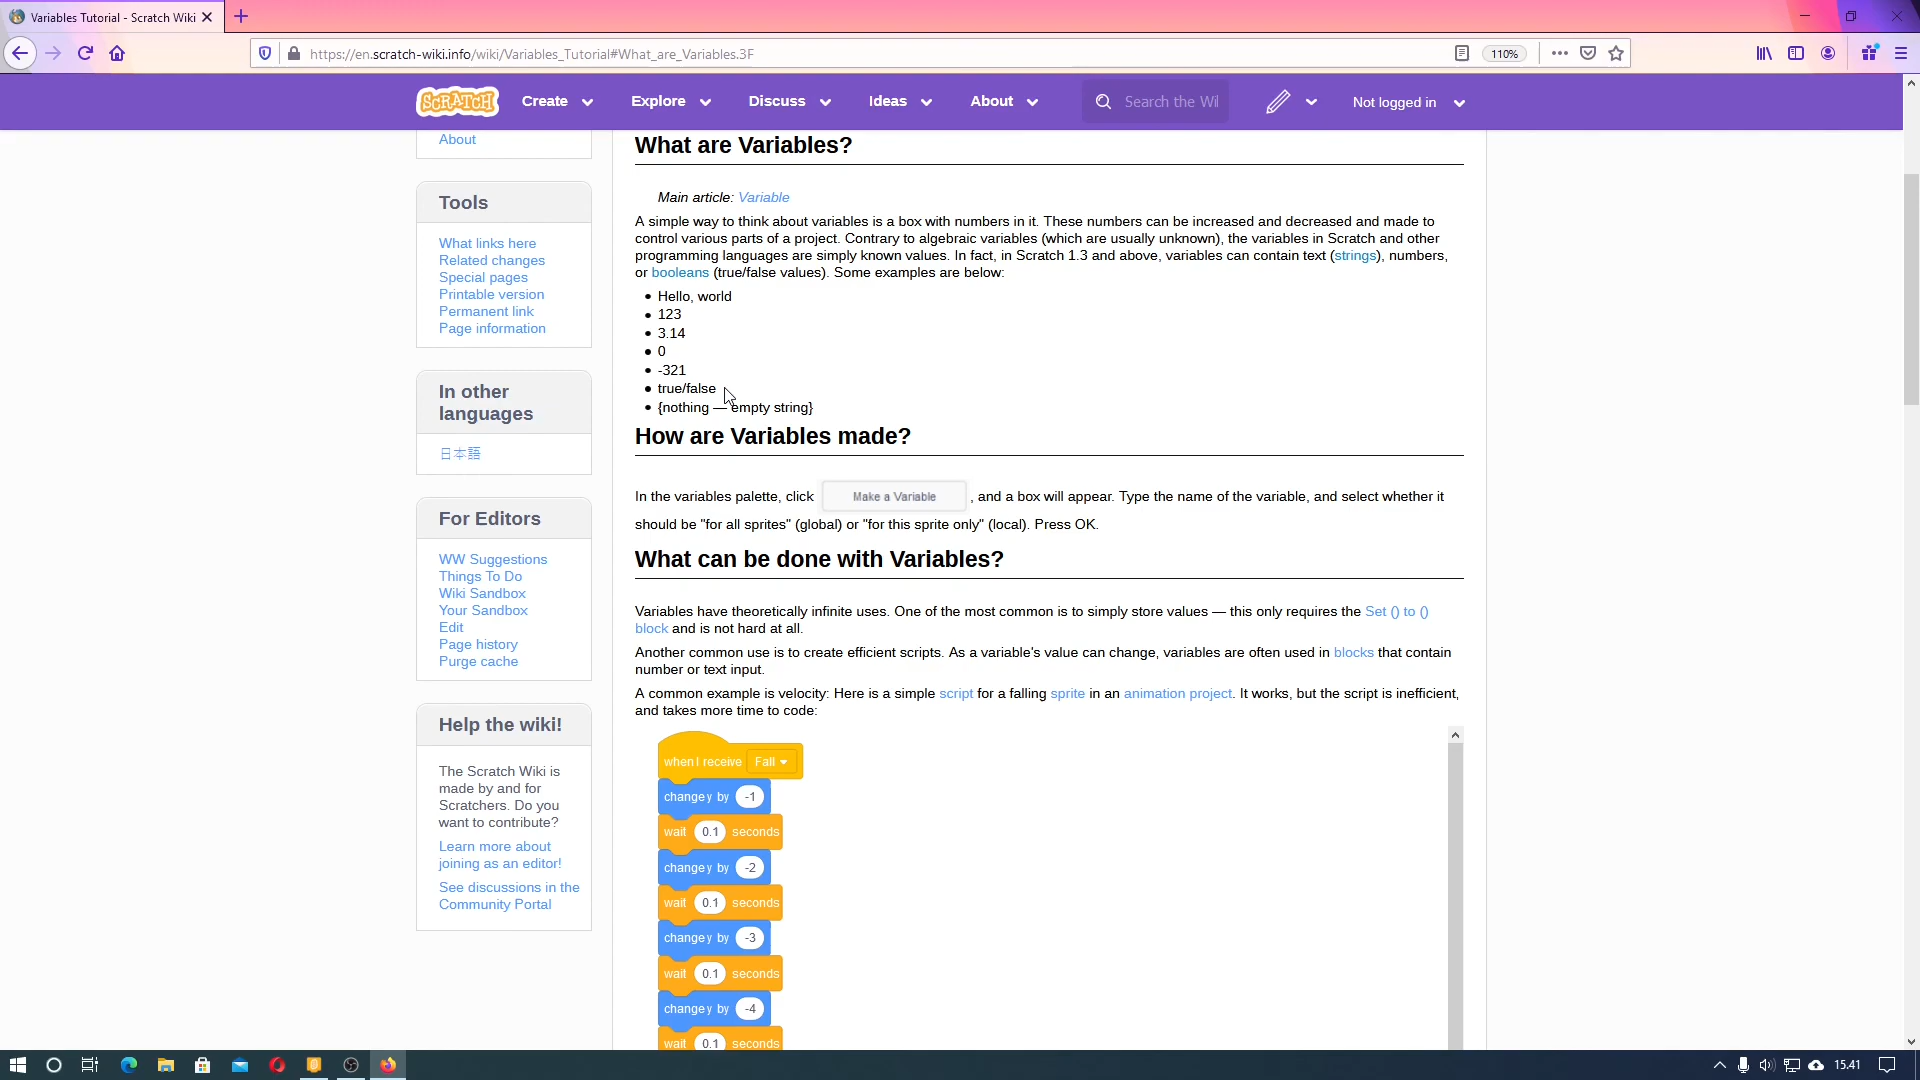 Variables Tutorial - Scratch Wiki
https://en.scratch-wiki.info/wiki/Variables_Tutorial#What_are_Variables.3F
110%
SCRATCH
Create
Explore
Discuss
Ideas
About
Search the Wi
Not logged in
About
Tools
What links here
Related changes
Special pages
Printable version
Permanent link
Page information
In other
languages
日本語
For Editors
WW Suggestions
Things To Do
Wiki Sandbox
Your Sandbox
Edit
Page history
Purge cache
Help the wiki!
The Scratch Wiki is
made by and for
Scratchers. Do you
want to contribute?
Learn more about
joining as an editor!
See discussions in the
Community Portal
What are Variables?
Main article: Variable
A simple way to think about variables is a box with numbers in it. These numbers can be increased and decreased and made to
control various parts of a project. Contrary to algebraic variables (which are usually unknown), the variables in Scratch and other
programming languages are simply known values. In fact, in Scratch 1.3 and above, variables can contain text (strings), numbers,
or booleans (true/false values). Some examples are below:
• Hello, world
• 123
• 3.14
• 0
• -321
• true/false
• {nothing — empty string}
How are Variables made?
In the variables palette, click Make a Variable , and a box will appear. Type the name of the variable, and select whether it
should be "for all sprites" (global) or "for this sprite only" (local). Press OK.
What can be done with Variables?
Variables have theoretically infinite uses. One of the most common is to simply store values — this only requires the Set () to ()
block and is not hard at all.
Another common use is to create efficient scripts. As a variable's value can change, variables are often used in blocks that contain
number or text input.
A common example is velocity: Here is a simple script for a falling sprite in an animation project. It works, but the script is inefficient,
and takes more time to code:
when I receive Fall
change y by -1
wait 0.1 seconds
change y by -2
wait 0.1 seconds
change y by -3
wait 0.1 seconds
change y by -4
wait 0.1 seconds
15.41